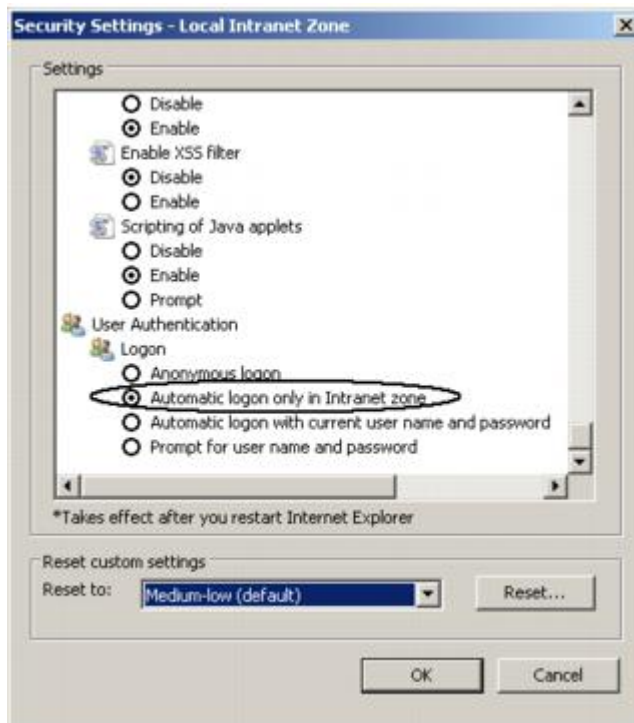 Security Settings - Local Intranet Zone
Settings
Disable
Enable
Enable XSS filter
Disable
Enable
Scripting of Java applets
Disable
Enable
Prompt
User Authentication
Logon
Anonymous logon
Automatic logon only in Intranet zone
Automatic logon with current user name and password
Prompt for user name and password
*Takes effect after you restart Internet Explorer
Reset custom settings
Reset to: Medium-low (default) Reset...
OK Cancel